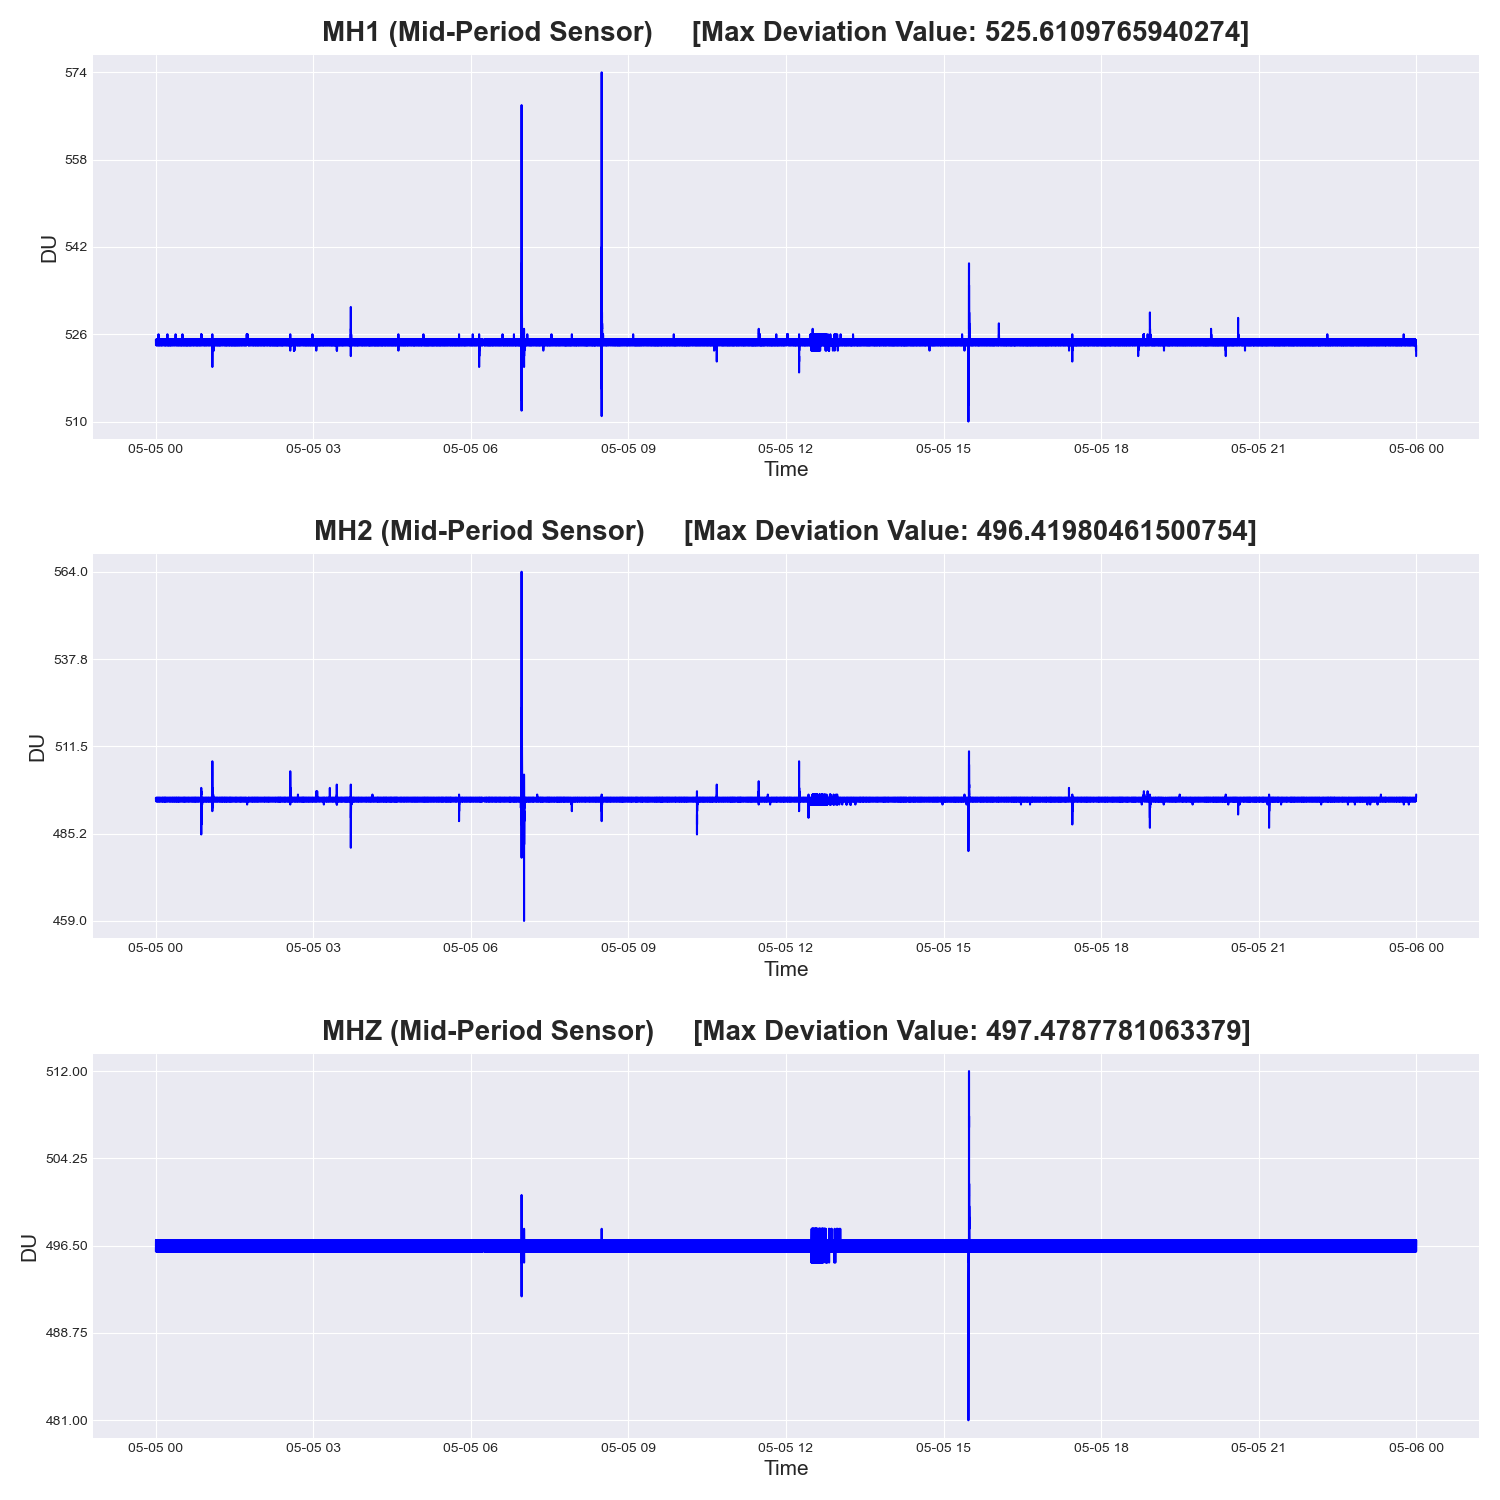 MH1 (Mid-Period Sensor)     [Max Deviation Value: 525.6109765940274]
574
558
542
526
510
DU
05-05 00 05-05 03 05-05 06 05-05 09 05-05 12 05-05 15 05-05 18 05-05 21 05-06 00
Time
MH2 (Mid-Period Sensor)     [Max Deviation Value: 496.41980461500754]
564.0
537.8
511.5
485.2
459.0
DU
05-05 00 05-05 03 05-05 06 05-05 09 05-05 12 05-05 15 05-05 18 05-05 21 05-06 00
Time
MHZ (Mid-Period Sensor)     [Max Deviation Value: 497.4787781063379]
512.00
504.25
496.50
488.75
481.00
DU
05-05 00 05-05 03 05-05 06 05-05 09 05-05 12 05-05 15 05-05 18 05-05 21 05-06 00
Time